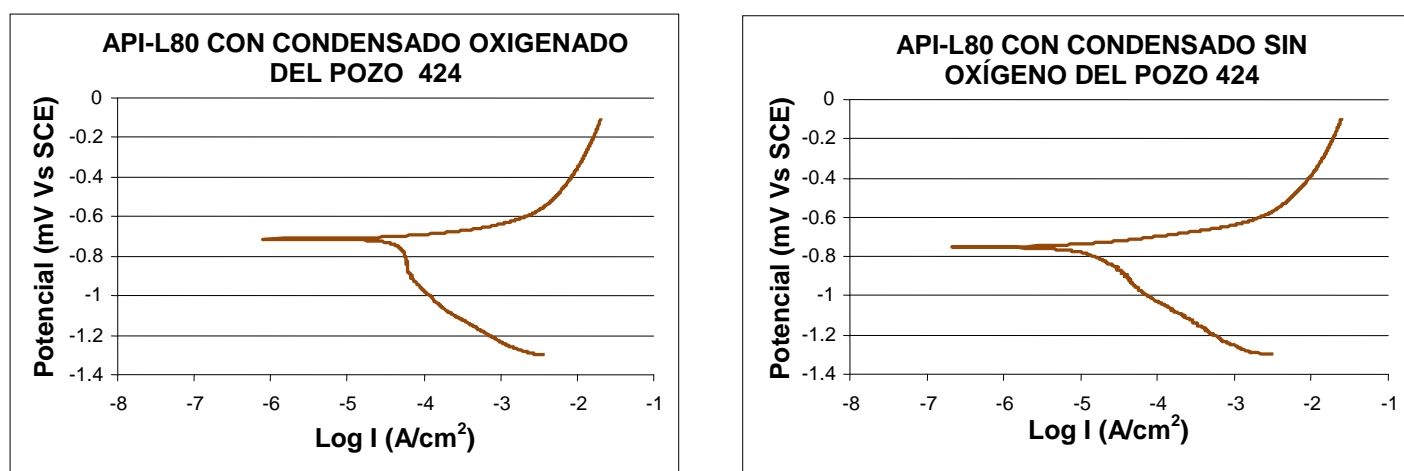 API-L80 CON CONDENSADO OXIGENADO
DEL POZO 424
0
-0.2
-0.4
-0.6
-0.8
-1
-1.2
-1.4
-8 -7 -6 -5 -4 -3 -2 -1
Potencial (mV Vs SCE)
Log I (A/cm²)
API-L80 CON CONDENSADO SIN
OXÍGENO DEL POZO 424
0
-0.2
-0.4
-0.6
-0.8
-1
-1.2
-1.4
-8 -7 -6 -5 -4 -3 -2 -1
Potencial (mV Vs SCE)
Log I (A/cm²)